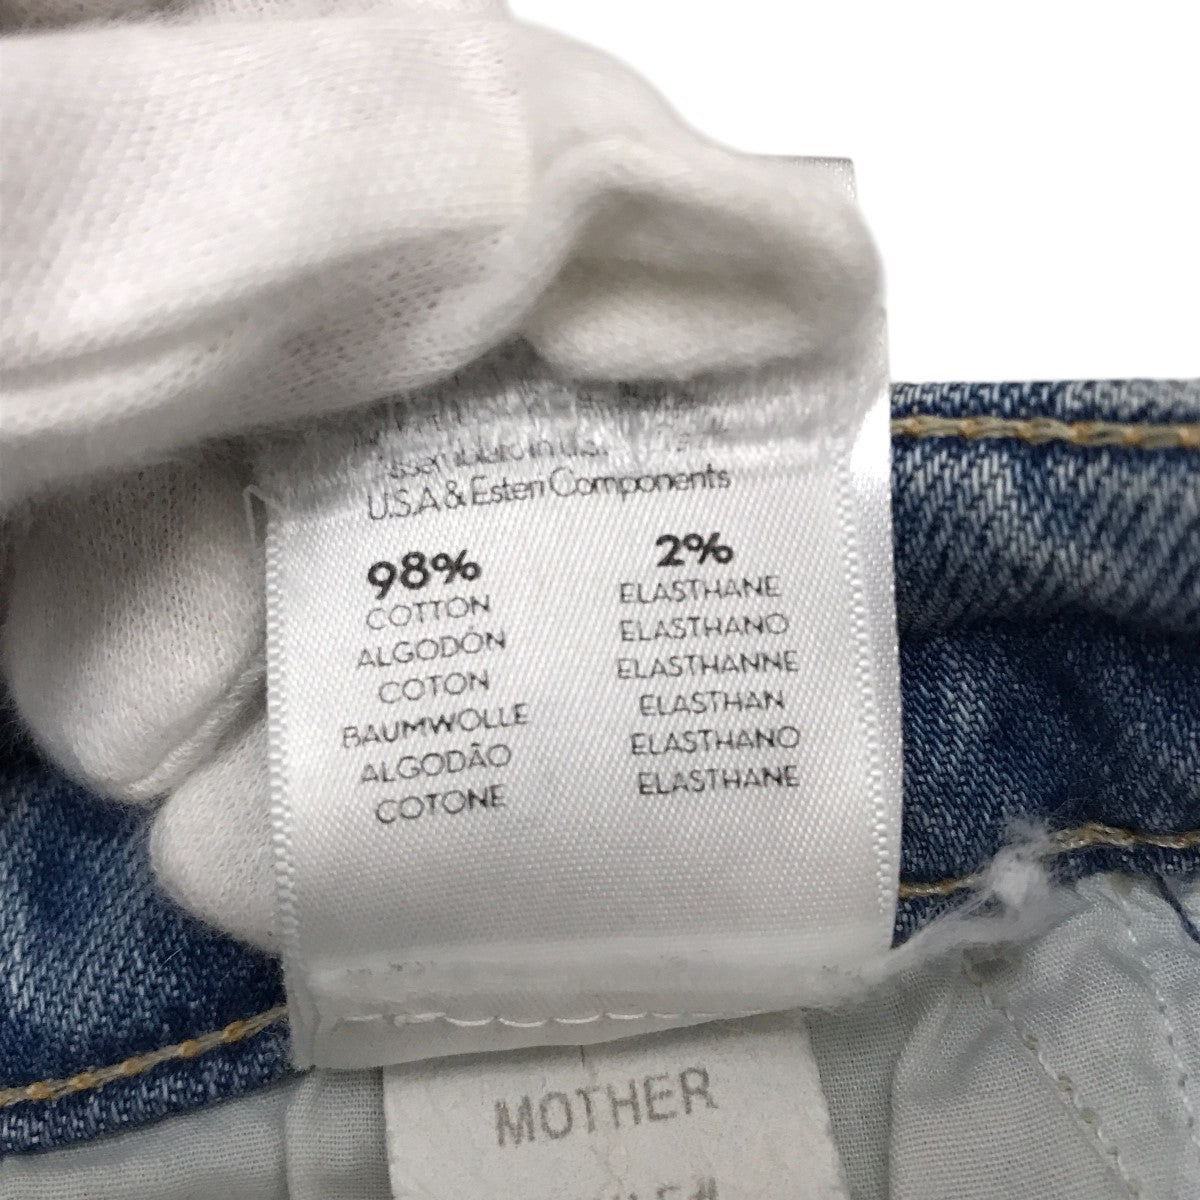 U.S.A & Esten Components
98%
COTTON
ALGODÓN
COTON
BAUMWOLLE
ALGODÃO
COTONE
2%
ELASTHANE
ELASTHANO
ELASTHANNE
ELASTHAN
ELASTHANO
ELASTHANE
MOTHER